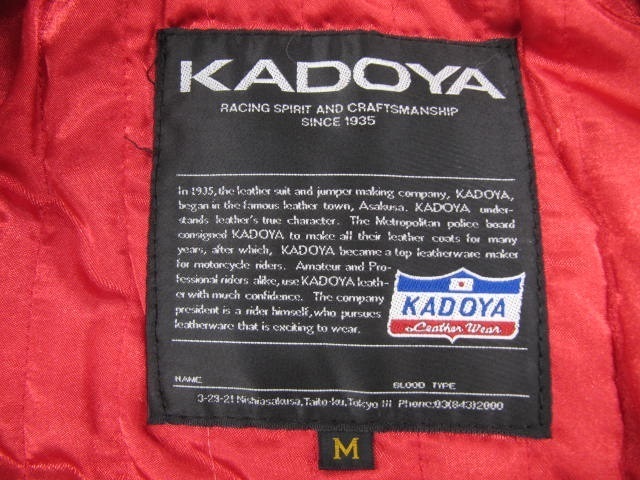 KADOYA
RACING SPIRIT AND CRAFTSMANSHIP
SINCE 1935
In 1935, the leather suit and jumper making company, KADOYA,
began in the famous leather town, Asakusa. KADOYA under-
stands leather's true character. The Metropolitan police board
consigned KADOYA to make all their leather coats for many
years, after which, KADOYA became a top leatherware maker
for motorcycle riders. Amateur and Pro-
fessional riders alike, use KADOYA leath-
er with much confidence. The company
president is a rider himself, who pursues
leatherware that is exciting to wear.
KADOYA
Leather Wear
NAME BLOOD TYPE
3-23-21 Nishiasakusa, Taito-ku, Tokyo 111 Phone:03(843)2000
M